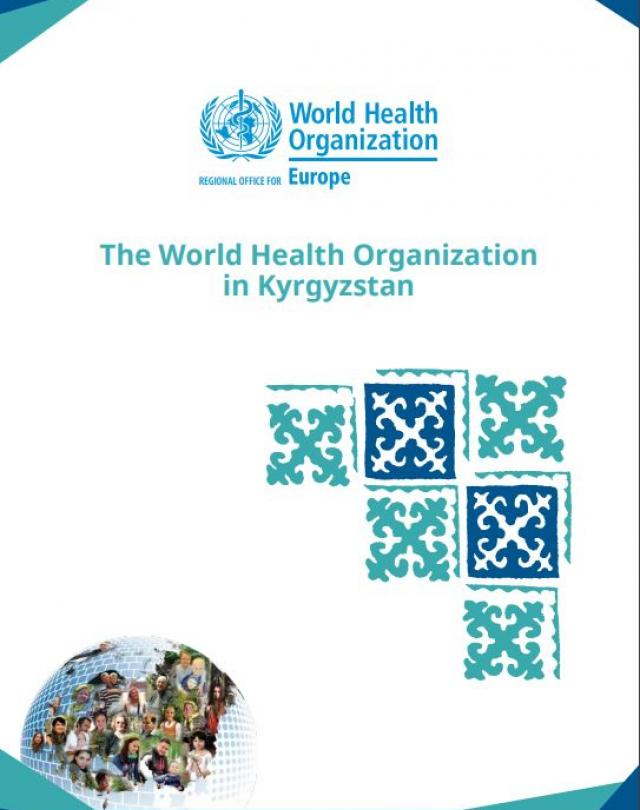 World Health
Organization
REGIONAL OFFICE FOR Europe
The World Health Organization
in Kyrgyzstan